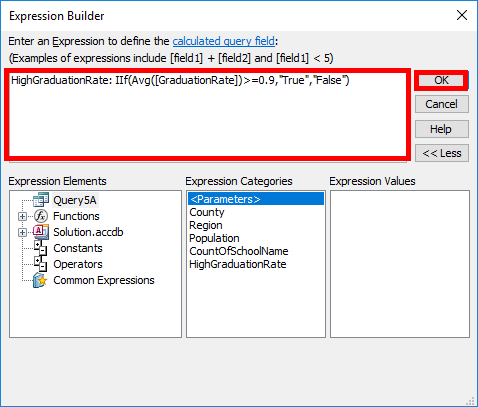 Expression Builder
Enter an Expression to define the calculated query field:
(Examples of expressions include [field1] + [field2] and [field1] < 5)
HighGraduationRate: IIf(Avg([GraduationRate])>=0.9,"True","False")
OK
Cancel
Help
<< Less
Expression Elements
Query5A
Functions
Solution.accdb
Constants
Operators
Common Expressions
Expression Categories
<Parameters>
County
Region
Population
CountOfSchoolName
HighGraduationRate
Expression Values